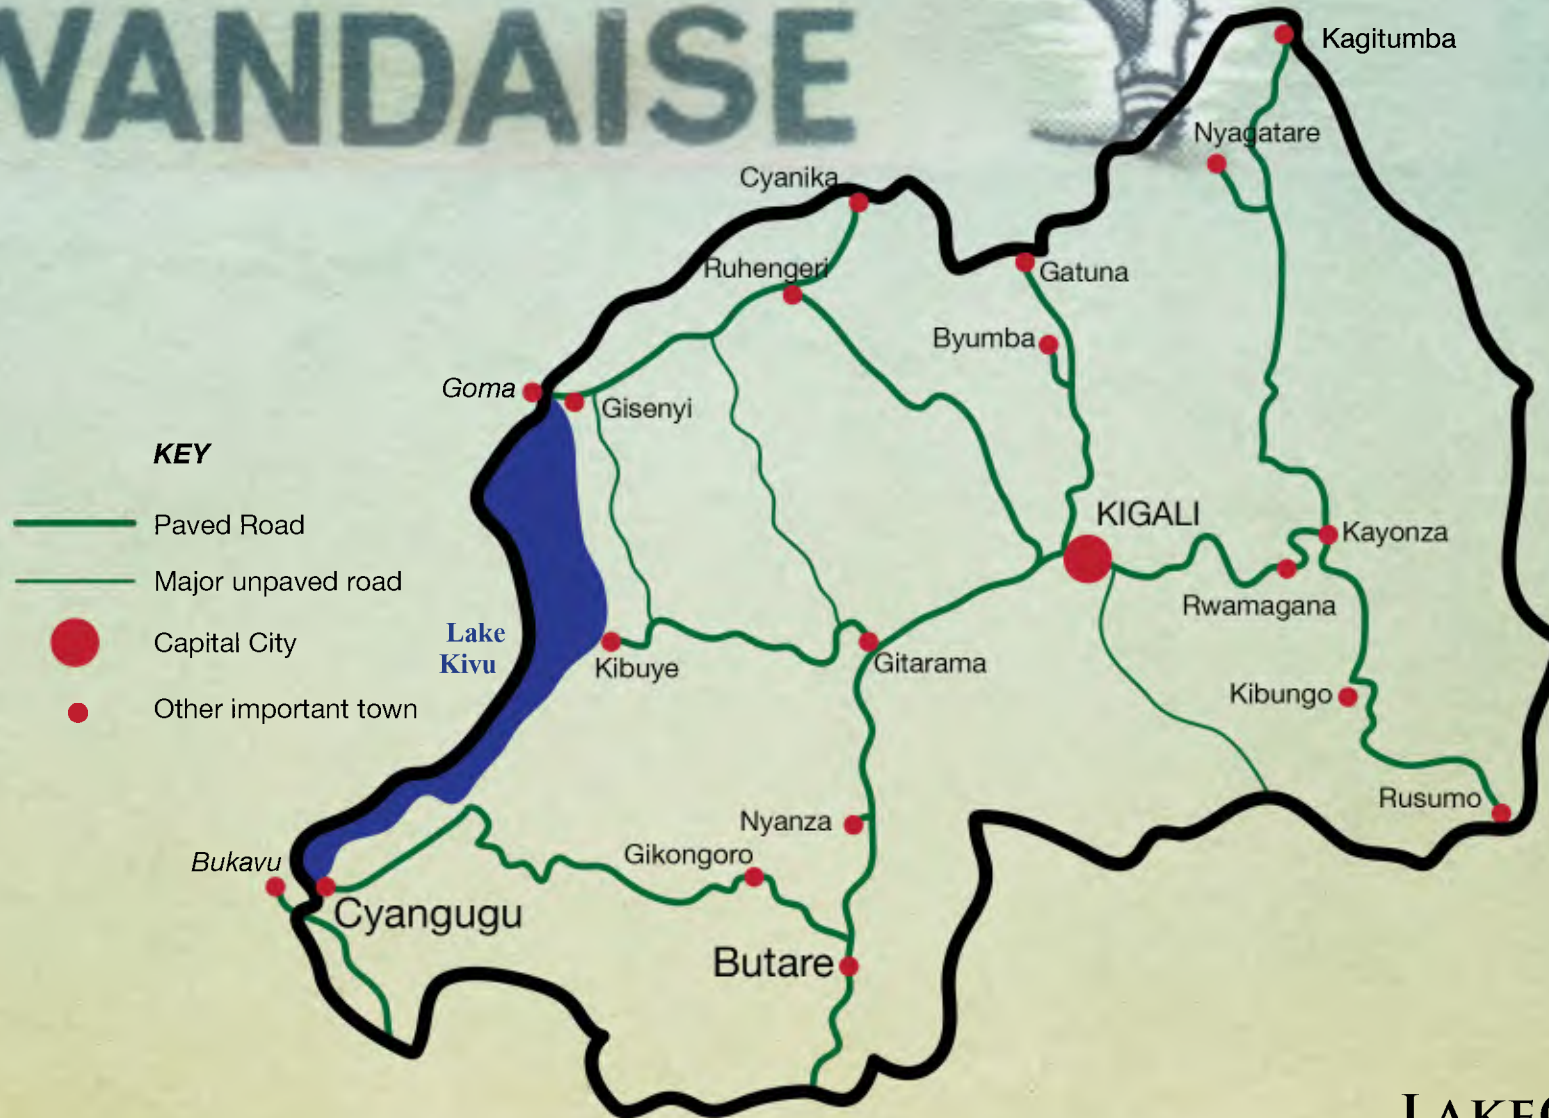 WANDAISE
Kagitumba
Nyagatare
Cyanika
Ruhengeri
Gatuna
Byumba
Goma
Gisenyi
KEY
Paved Road
Major unpaved road
Capital City
Other important town
KIGALI
Kayonza
Rwamagana
Lake
Kivu
Kibuye
Gitarama
Kibungo
Rusumo
Nyanza
Gikongoro
Bukavu
Cyangugu
Butare